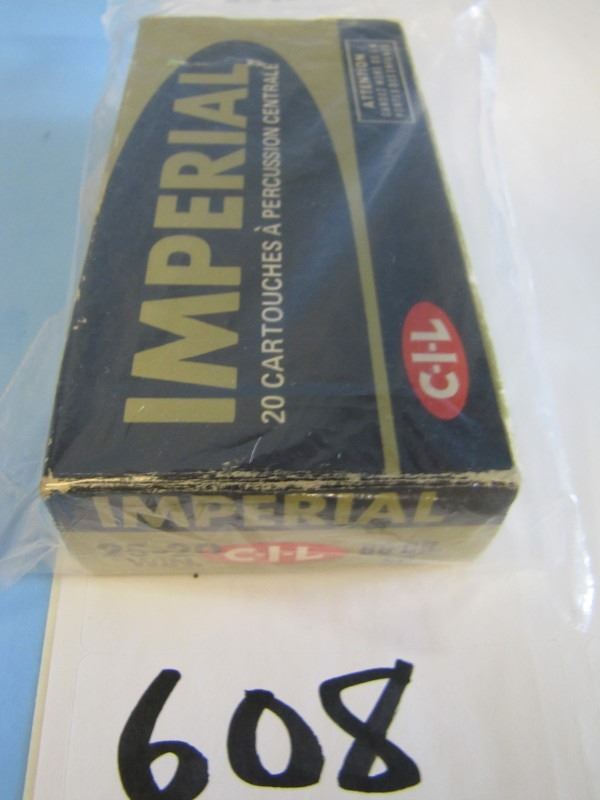 IMPERIAL
20 CARTOUCHES À PERCUSSION CENTRALE
ATTENTION
C-I-L
IMPERIAL
C-I-L
608